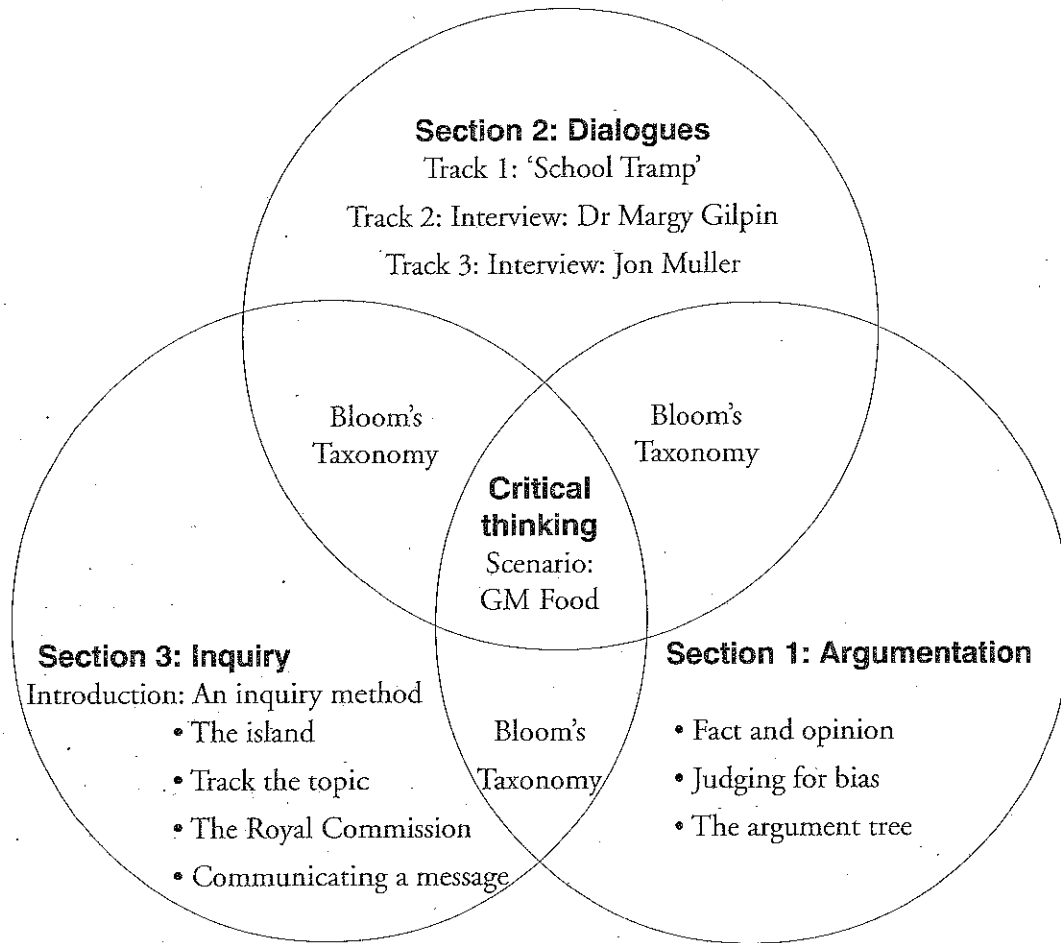 Section 2: Dialogues
Track 1: ‘School Tramp’
Track 2: Interview: Dr Margy Gilpin
Track 3: Interview: Jon Muller
Bloom’s
Taxonomy
Bloom’s
Taxonomy
Critical
thinking
Scenario:
GM Food
Section 3: Inquiry
Introduction: An inquiry method
• The island
• Track the topic
• The Royal Commission
• Communicating a message
Bloom’s
Taxonomy
Section 1: Argumentation
• Fact and opinion
• Judging for bias
• The argument tree